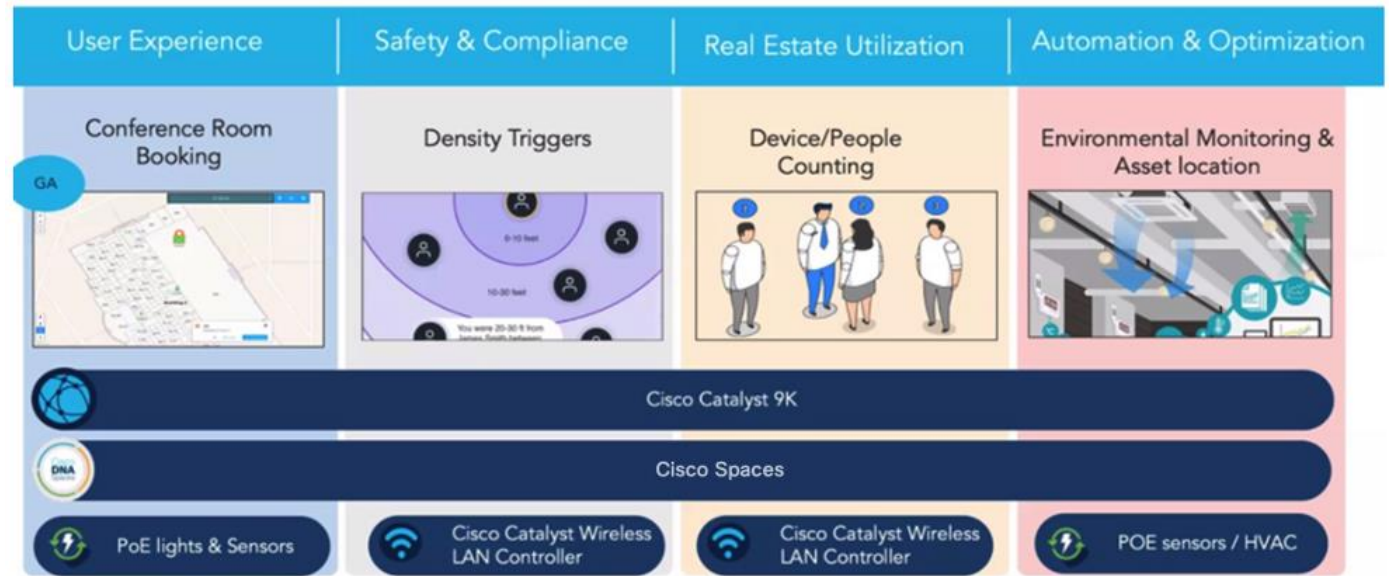 User Experience
Safety & Compliance
Real Estate Utilization
Automation & Optimization
Conference Room
Booking
Density Triggers
Device/People
Counting
Environmental Monitoring &
Asset location
GA
0-10 feet
10-30 feet
You were 20-30 ft from
Cisco Catalyst 9K
Cisco
DNA
Spaces
Cisco Spaces
PoE lights & Sensors
Cisco Catalyst Wireless
LAN Controller
Cisco Catalyst Wireless
LAN Controller
POE sensors / HVAC